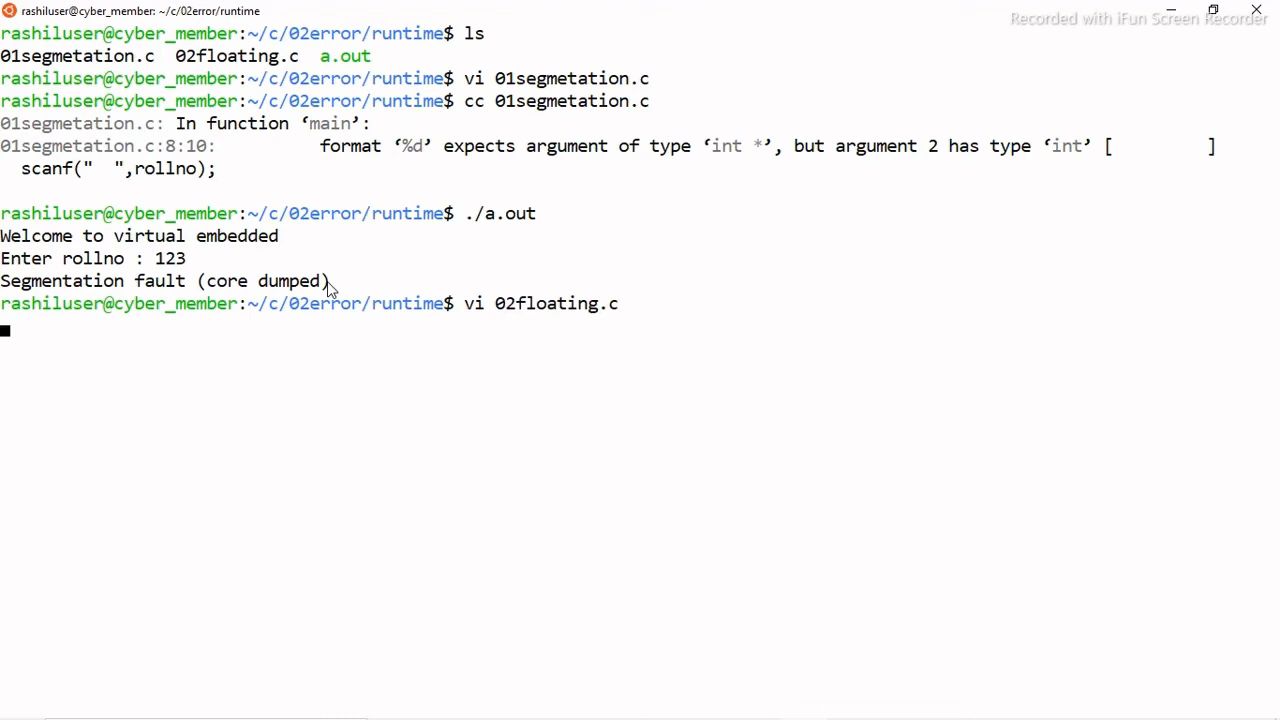 rashiluser@cyber_member: ~/c/02error/runtime
Recorded with iFun Screen Recorder
rashiluser@cyber_member:~/c/02error/runtime$ ls
01segmetation.c  02floating.c  a.out
rashiluser@cyber_member:~/c/02error/runtime$ vi 01segmetation.c
rashiluser@cyber_member:~/c/02error/runtime$ cc 01segmetation.c
01segmetation.c: In function ‘main’:
01segmetation.c:8:10:          format ‘%d’ expects argument of type ‘int *’, but argument 2 has type ‘int’ [         ]
  scanf("  ",rollno);
rashiluser@cyber_member:~/c/02error/runtime$ ./a.out
Welcome to virtual embedded
Enter rollno : 123
Segmentation fault (core dumped)
rashiluser@cyber_member:~/c/02error/runtime$ vi 02floating.c